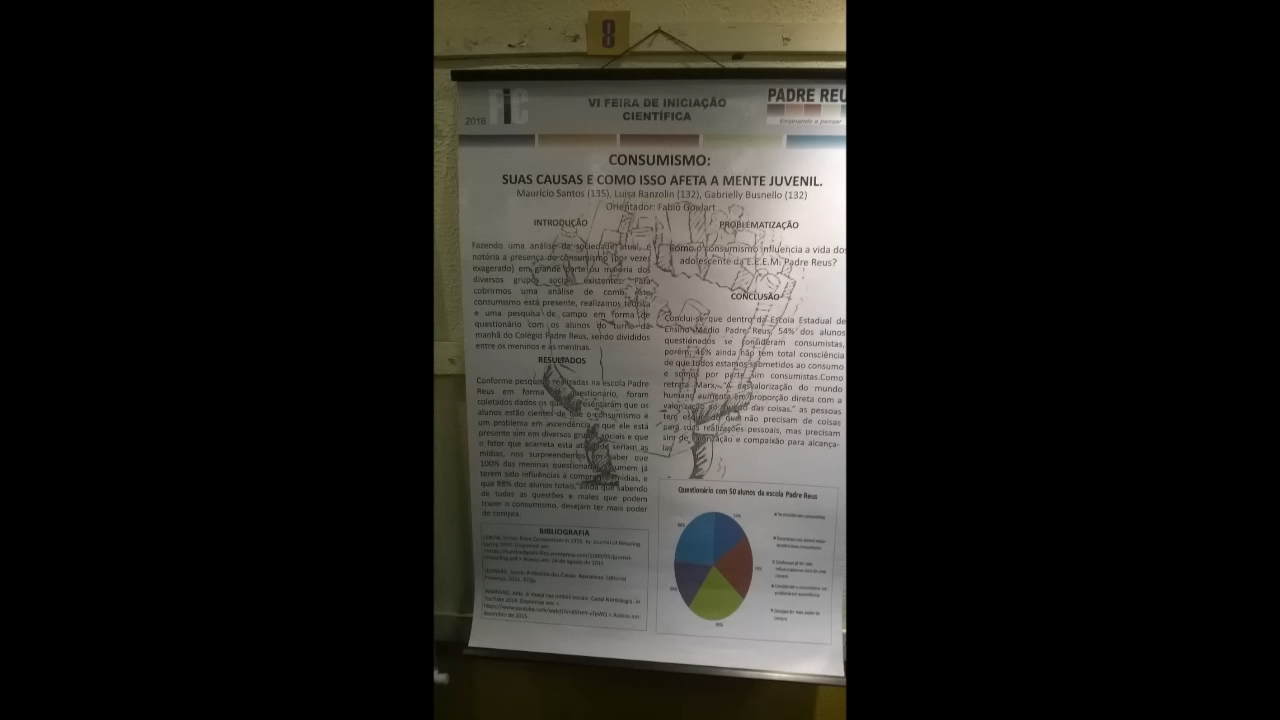 8
2016 FiC
VI FEIRA DE INICIAÇÃO
CIENTÍFICA
PADRE REU
Ensinando a pensar
CONSUMISMO:
SUAS CAUSAS E COMO ISSO AFETA A MENTE JUVENIL.
Maurício Santos (135), Luisa Ranzolin (132), Gabrielly Busnello (132)
Orientador: Fabio Goulart
INTRODUÇÃO
Fazendo uma análise da sociedade atual, é
notória a presença do consumismo (por vezes
exagerado) em grande parte ou maioria dos
diversos grupos sociais existentes. Para
cobrirmos uma análise de como este
consumismo está presente, realizamos teórica
e uma pesquisa de campo em forma de
questionário com os alunos do turno da
manhã do Colégio Padre Reus, sendo divididos
entre os meninos e as meninas.
RESULTADOS
Conforme pesquisas realizadas na escola Padre
Reus em forma de questionário, foram
coletados dados os quais apresentaram que os
alunos estão cientes de que o consumismo é
um problema em ascendência e que ele está
presente sim em diversos grupos sociais e que
o fator que acarreta esta seriam as
mídias, nos surpreendemos em saber que
100% das meninas questionadas assumem já
terem sido influências à compra mídias, e
que 98% dos alunos totais, ainda que sabendo
de todas as questões e males que podem
trazer o consumismo, desejam ter mais poder
de compra.
BIBLIOGRAFIA
PROBLEMATIZAÇÃO
Como o consumismo influencia a vida dos
adolescente da E.E.E.M. Padre Reus?
CONCLUSÃO
Conclui-se que dentro da Escola Estadual de
Ensino Médio Padre Reus, 54% dos alunos
questionados se consideram consumistas,
porém, 46% ainda não tem total consciência
de que todos estamos submetidos ao consumo
e somos por parte sim consumistas.Como
retrata Marx, "A desvalorização do mundo
humano aumenta em proporção direta com a
valorização do mundo das coisas." as pessoas
tem que não precisam de coisas
para suas realizações pessoais, mas precisam
sim de e compaixão para alcança-
las.
Questionário com 50 alunos da escola Padre Reus